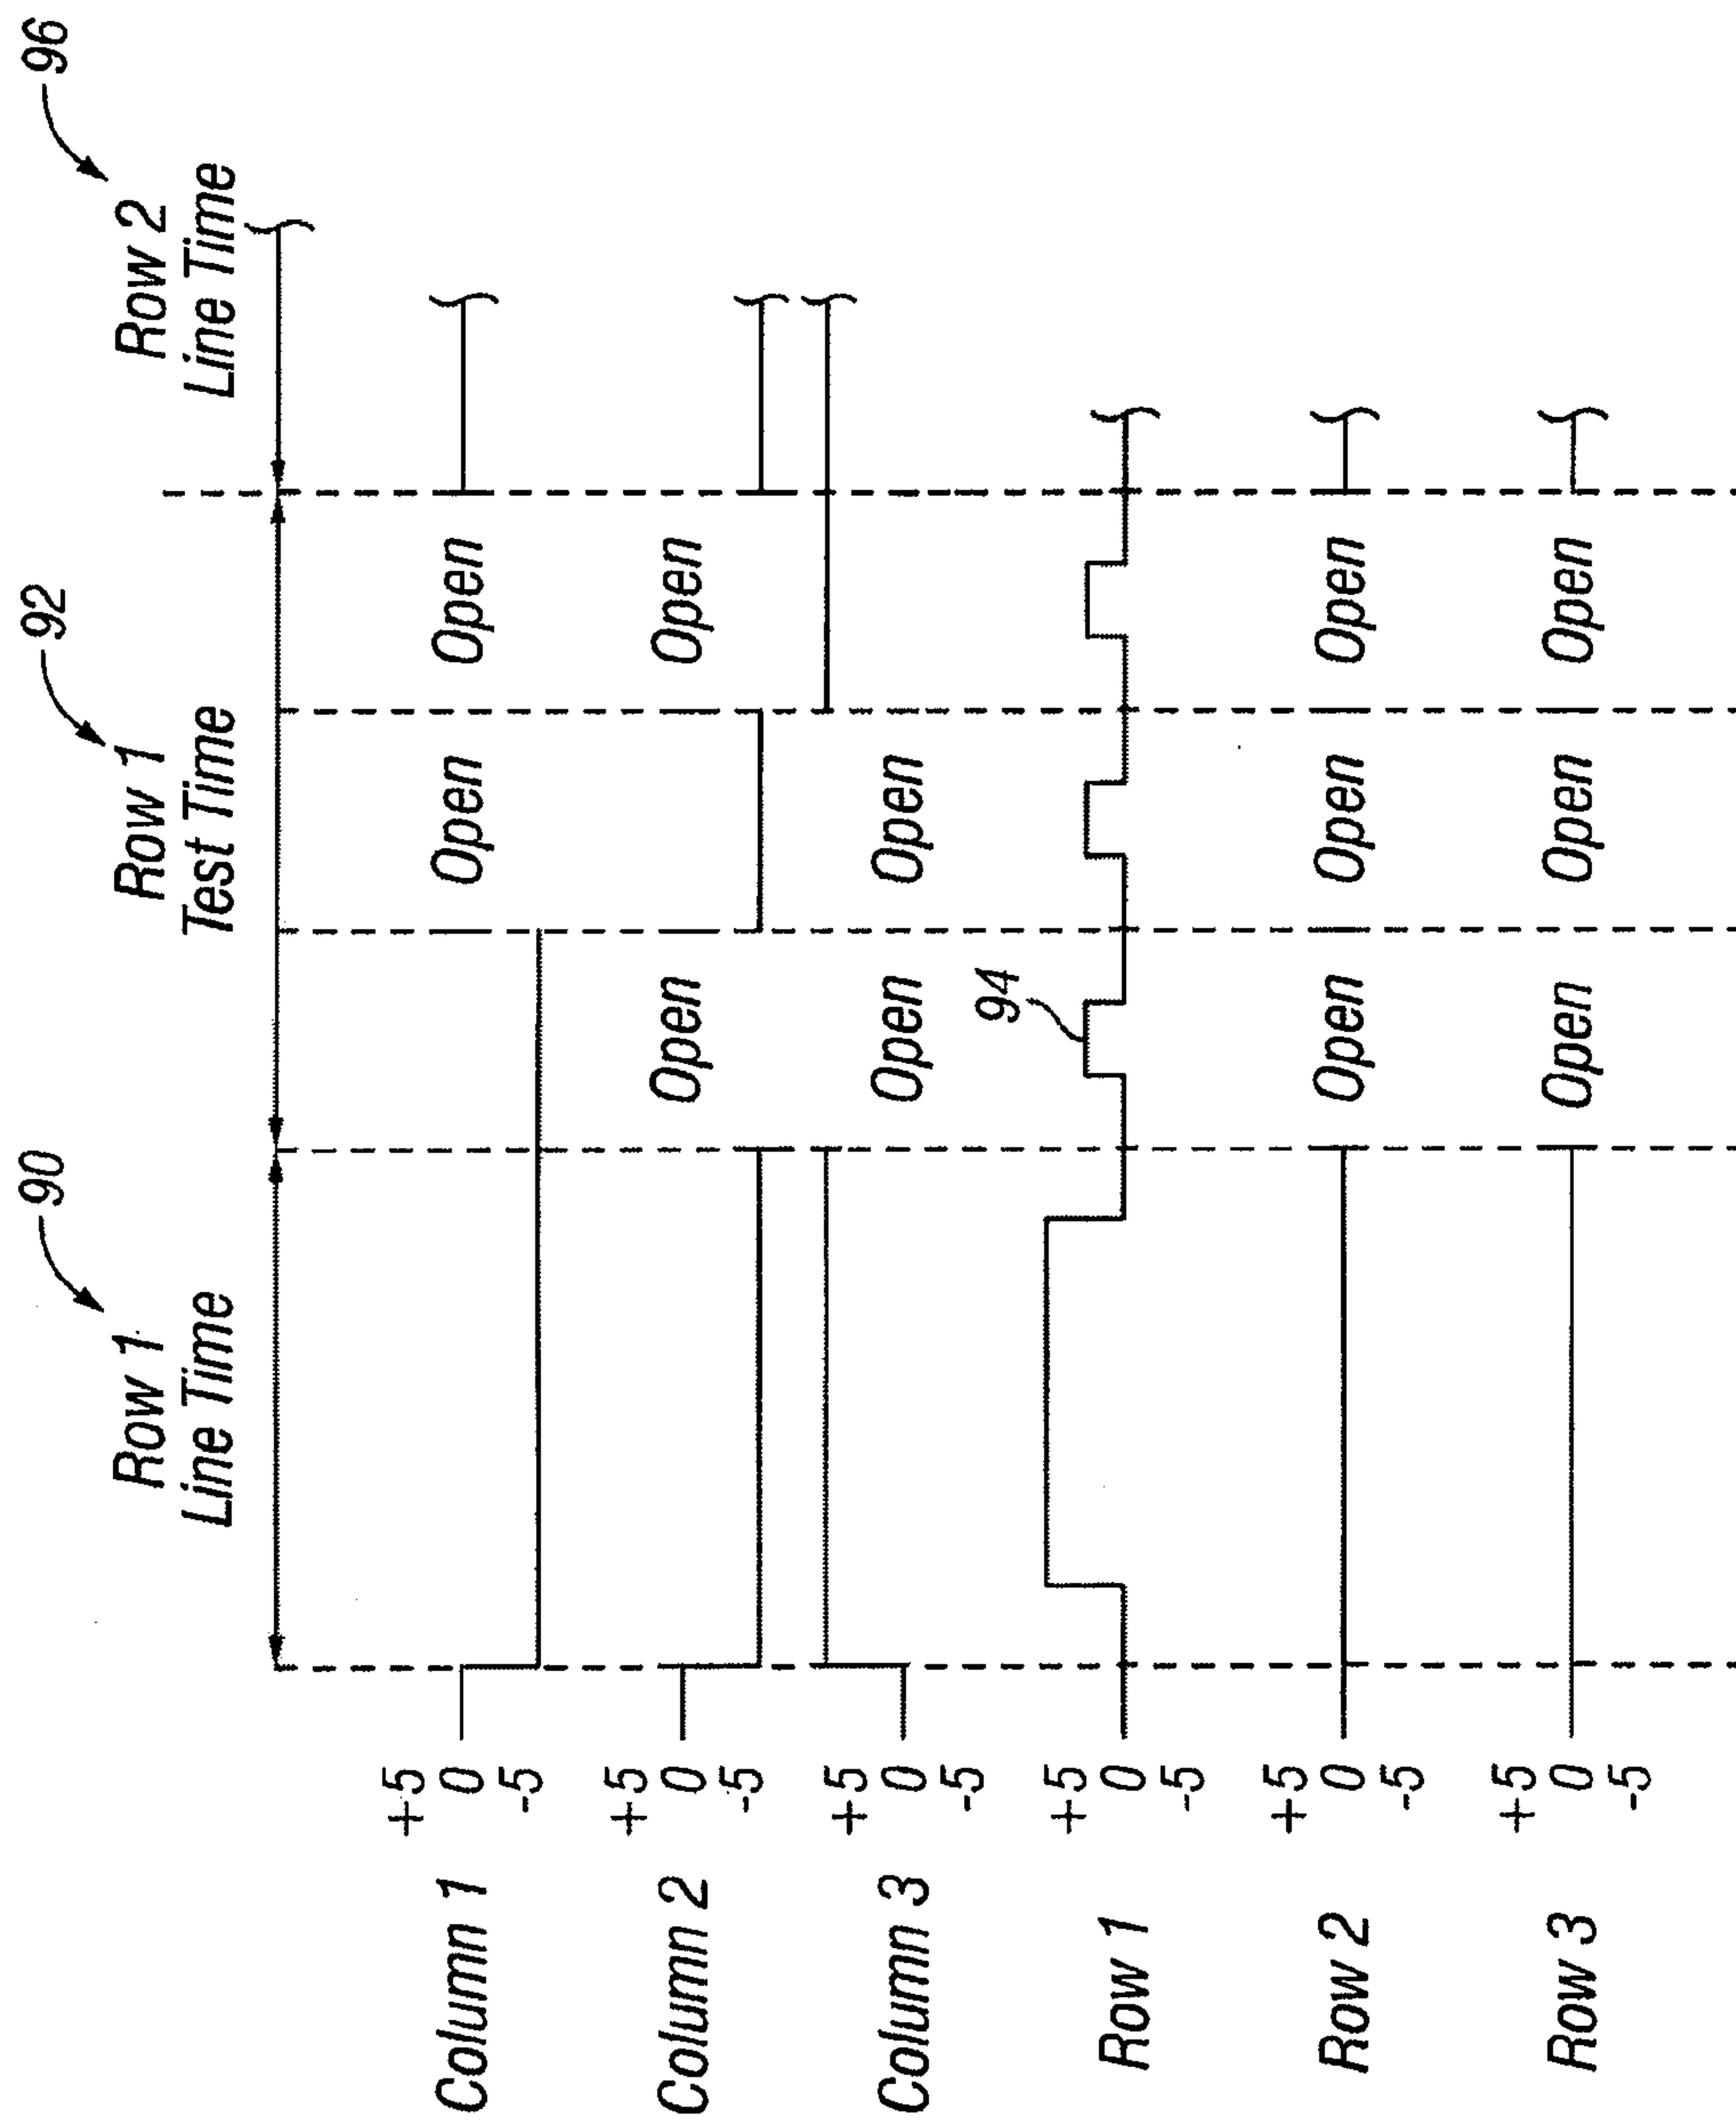 90
92
96
Row 1
Line Time
Row 1
Test Time
Row 2
Line Time
Column 1
+5
0
-5
Open
Open
Column 2
+5
0
-5
Open
Open
Column 3
+5
0
-5
Open
Open
94
Row 1
+5
0
-5
Row 2
+5
0
-5
Open
Open
Open
Row 3
+5
0
-5
Open
Open
Open